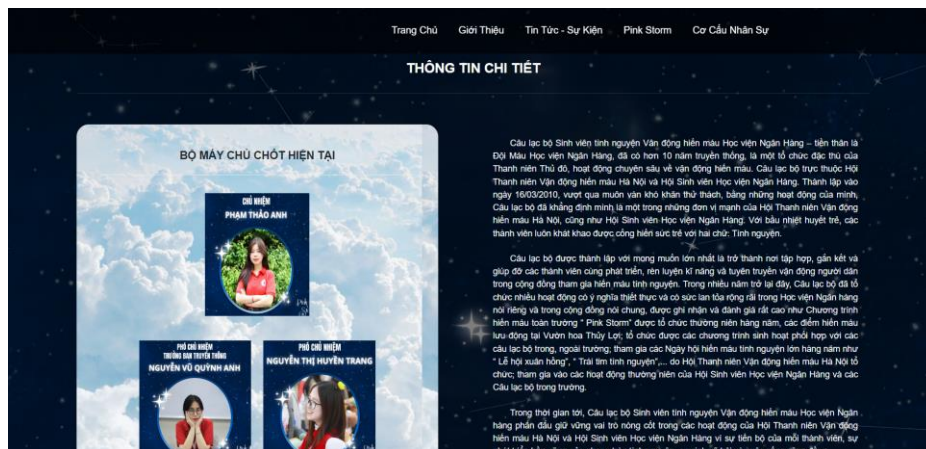 Trang Chủ Giới Thiệu Tin Tức - Sự Kiện Pink Storm Cơ Cấu Nhân Sự
THÔNG TIN CHI TIẾT
BỘ MÁY CHỦ CHỐT HIỆN TẠI
CHỦ NHIỆM
PHẠM THẢO ANH
PHÓ CHỦ NHIỆM
TRƯỞNG BAN TRUYỀN THÔNG
NGUYỄN VŨ QUỲNH ANH
PHÓ CHỦ NHIỆM
NGUYỄN THỊ HUYỀN TRANG
Câu lạc bộ Sinh viên tình nguyện Vận động hiến máu Học viện Ngân Hàng – tiền thân là
Đội Máu Học viện Ngân Hàng, đã có hơn 10 năm truyền thống, là một tổ chức đặc thù của
Thanh niên Thủ đô, hoạt động chuyên sâu về vận động hiến máu. Câu lạc bộ trực thuộc Hội
Thanh niên Vận động hiến máu Hà Nội và Hội Sinh viên Học viện Ngân Hàng. Thành lập vào
ngày 16/03/2010, vượt qua muôn vàn khó khăn thử thách, bằng những hoạt động của mình,
Câu lạc bộ đã khẳng định mình là một trong những đơn vị mạnh của Hội Thanh niên Vận động
hiến máu Hà Nội, cũng như Hội Sinh viên Học viện Ngân Hàng. Với bầu nhiệt huyết trẻ, các
thành viên luôn khát khao được cống hiến sức trẻ với hai chữ: Tình nguyện.
Câu lạc bộ được thành lập với mong muốn lớn nhất là trở thành nơi tập hợp, gắn kết và
giúp đỡ các thành viên cùng phát triển, rèn luyện kĩ năng và tuyên truyền vận động người dân
trong cộng đồng tham gia hiến máu tình nguyện. Trong nhiều năm trở lại đây, Câu lạc bộ đã tổ
chức nhiều hoạt động có ý nghĩa thiết thực và có sức lan tỏa rộng rãi trong Học viện Ngân hàng
nói riêng và trong cộng đồng nói chung, được ghi nhận và đánh giá rất cao như Chương trình
hiến máu toàn trường " Pink Storm" được tổ chức thường niên hàng năm, các điểm hiến máu
lưu động tại Vườn hoa Thủy Lợi; tổ chức được các chương trình sinh hoạt phối hợp với các
câu lạc bộ trong, ngoài trường; tham gia các Ngày hội hiến máu tình nguyện lớn hàng năm như
" Lễ hội xuân hồng", " Trái tim tình nguyện",... do Hội Thanh niên Vận động hiến máu Hà Nội tổ
chức; tham gia vào các hoạt động thường niên của Hội Sinh viên Học viện Ngân Hàng và các
Câu lạc bộ trong trường.
Trong thời gian tới, Câu lạc bộ Sinh viên tình nguyện Vận động hiến máu Học viện Ngân
hàng phấn đấu giữ vững vai trò nòng cốt trong các hoạt động của Hội Thanh niên Vận động
hiến máu Hà Nội và Hội Sinh viên Học viện Ngân Hàng vì sự tiến bộ của mỗi thành viên, sự